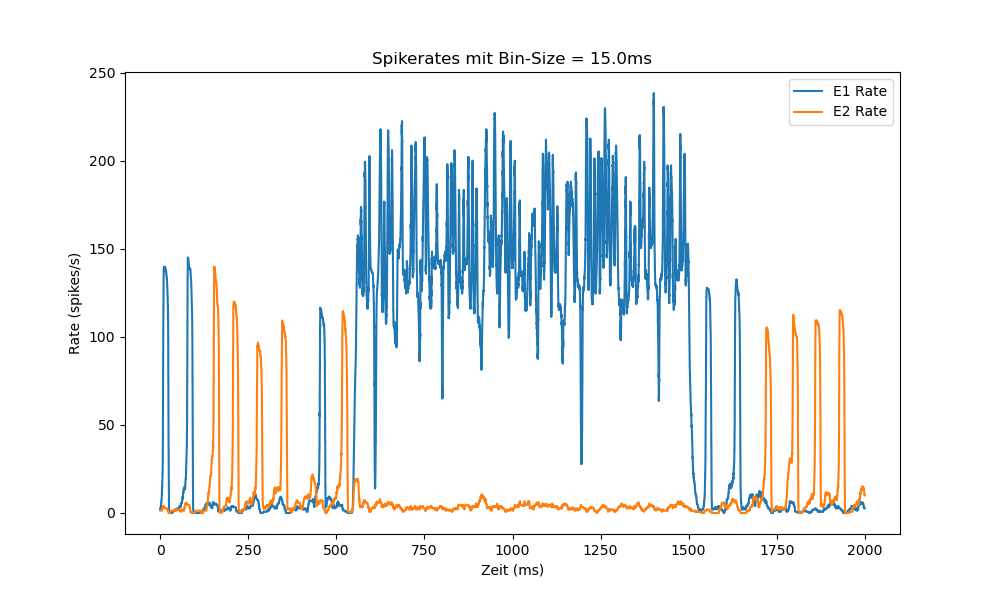 Spikerates mit Bin-Size = 15.0ms
E1 Rate
E2 Rate
250
200
150
100
50
0
Rate (spikes/s)
0 250 500 750 1000 1250 1500 1750 2000
Zeit (ms)